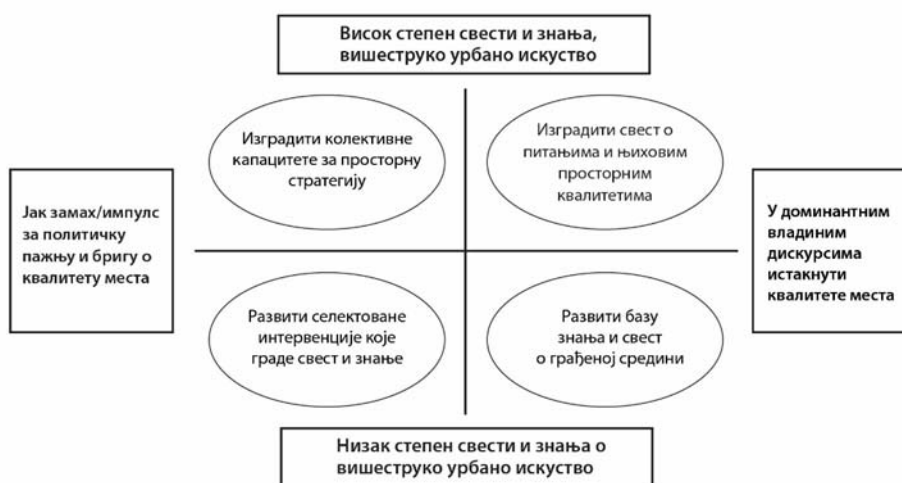 Висок степен свести и знања,
вишеструко урбано искуство
Изградити колективне
капацитете за просторну
стратегију
Изградити свест о
питањима и њиховим
просторним
квалитетима
Јак замах/импулс
за политичку
пажњу и бригу о
квалитету места
У доминантним
владиним
дискурсима
истакнути
квалитете места
Развити селектоване
интервенције које
граде свест и знање
Развити базу
знања и свест
о грађеној средини
Низак степен свести и знања о
вишеструко урбано искуство